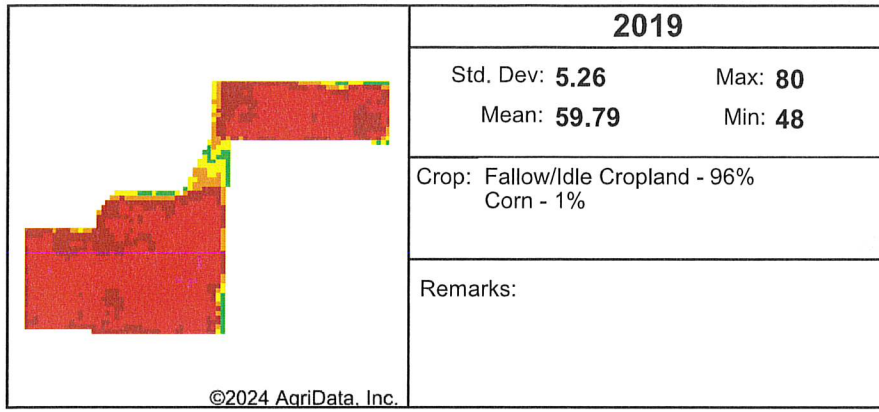 2019
Std. Dev: 5.26 Max: 80
Mean: 59.79 Min: 48
Crop: Fallow/Idle Cropland - 96%
Corn - 1%
Remarks:
©2024 AgriData, Inc.